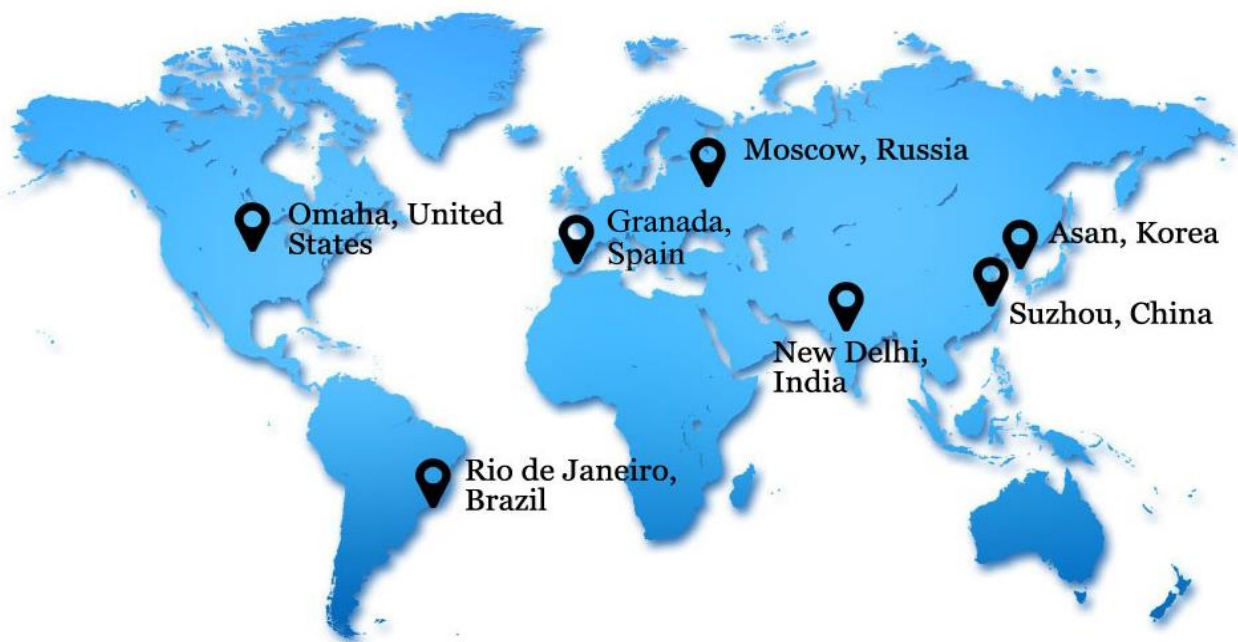 Moscow, Russia
Omaha, United
States
Granada,
Spain
Asan, Korea
Suzhou, China
New Delhi,
India
Rio de Janeiro,
Brazil